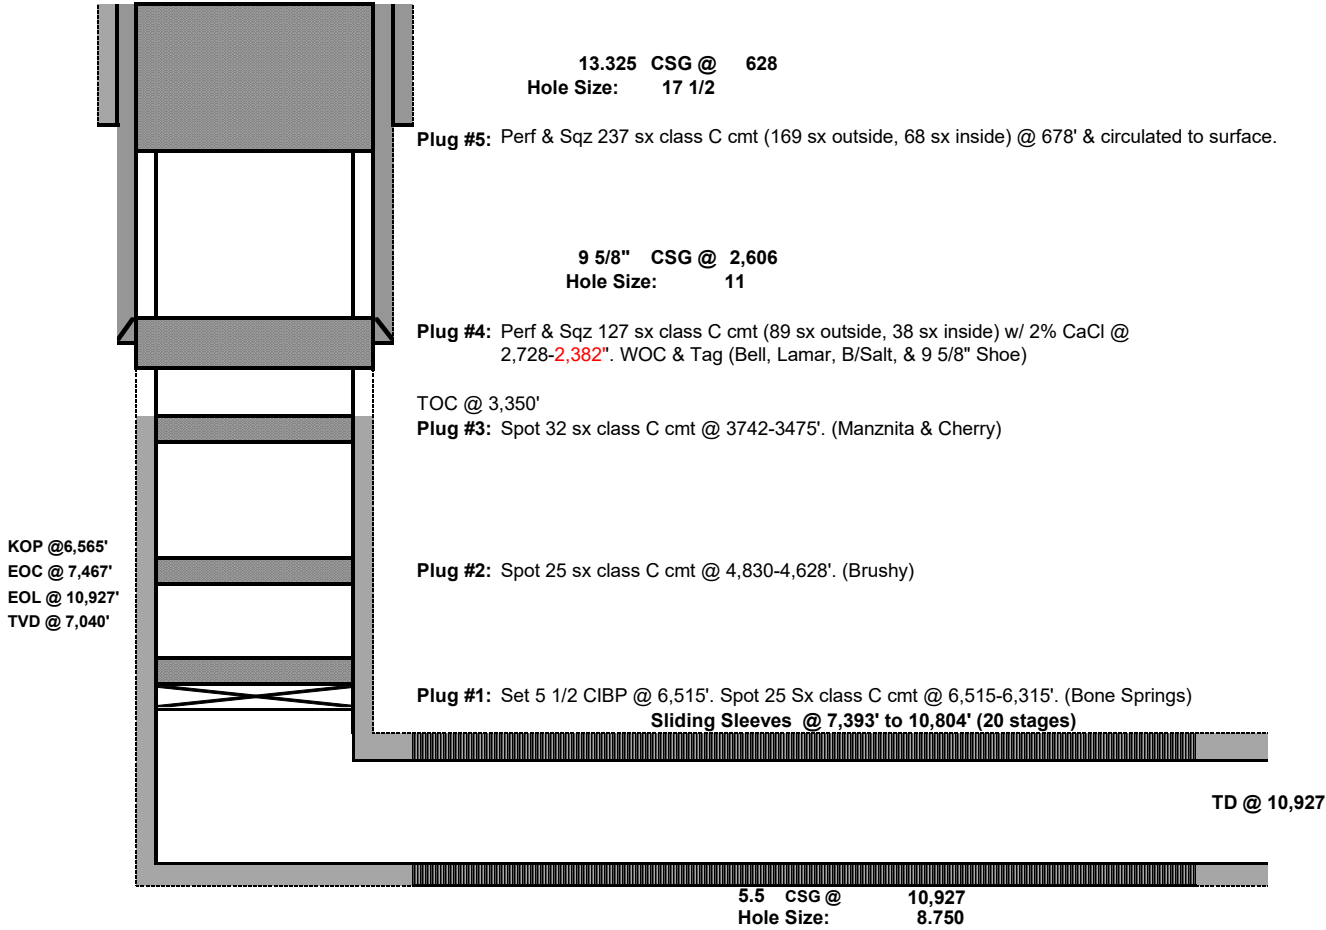 13.325 CSG @ 628
Hole Size: 17 1/2
Plug #5: Perf & Sqz 237 sx class C cmt (169 sx outside, 68 sx inside) @ 678' & circulated to surface.
9 5/8" CSG @ 2,606
Hole Size: 11
Plug #4: Perf & Sqz 127 sx class C cmt (89 sx outside, 38 sx inside) w/ 2% CaCl @
2,728-2,382". WOC & Tag (Bell, Lamar, B/Salt, & 9 5/8" Shoe)
TOC @ 3,350'
Plug #3: Spot 32 sx class C cmt @ 3742-3475'. (Manznita & Cherry)
KOP @6,565'
EOC @ 7,467'
EOL @ 10,927'
TVD @ 7,040'
Plug #2: Spot 25 sx class C cmt @ 4,830-4,628'. (Brushy)
Plug #1: Set 5 1/2 CIBP @ 6,515'. Spot 25 Sx class C cmt @ 6,515-6,315'. (Bone Springs)
Sliding Sleeves @ 7,393' to 10,804' (20 stages)
TD @ 10,927
5.5 CSG @ 10,927
Hole Size: 8.750